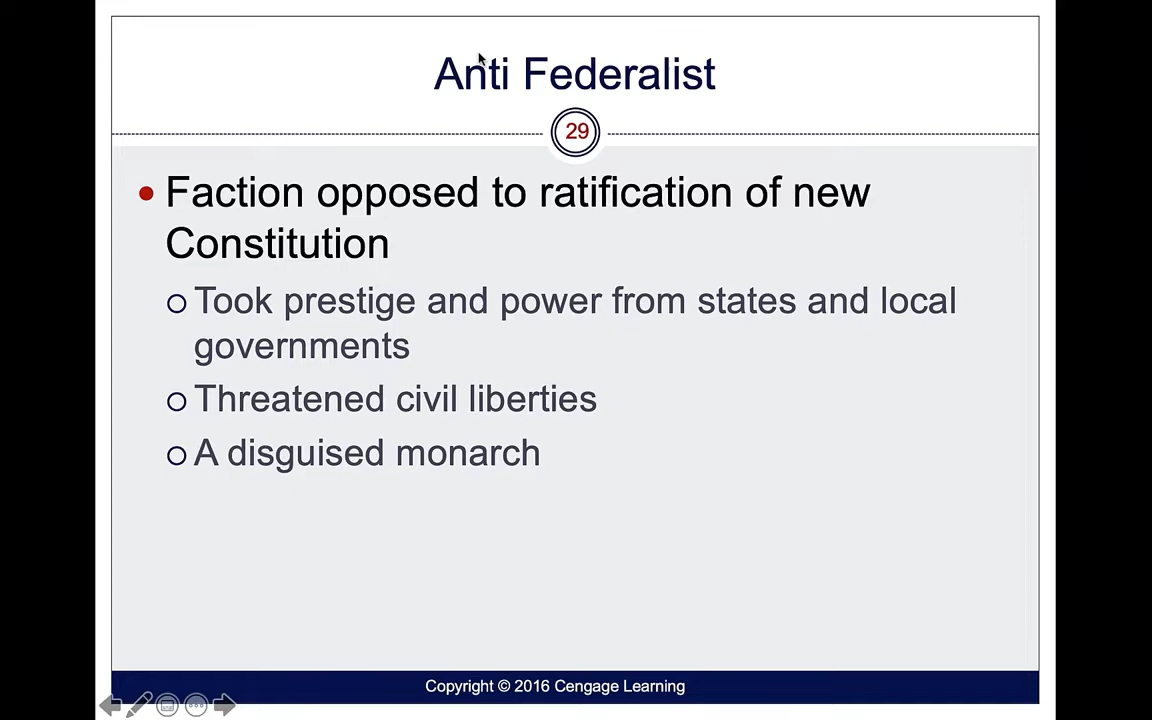 Anti Federalist
29
• Faction opposed to ratification of new
Constitution
○ Took prestige and power from states and local
governments
○ Threatened civil liberties
○ A disguised monarch
Copyright © 2016 Cengage Learning